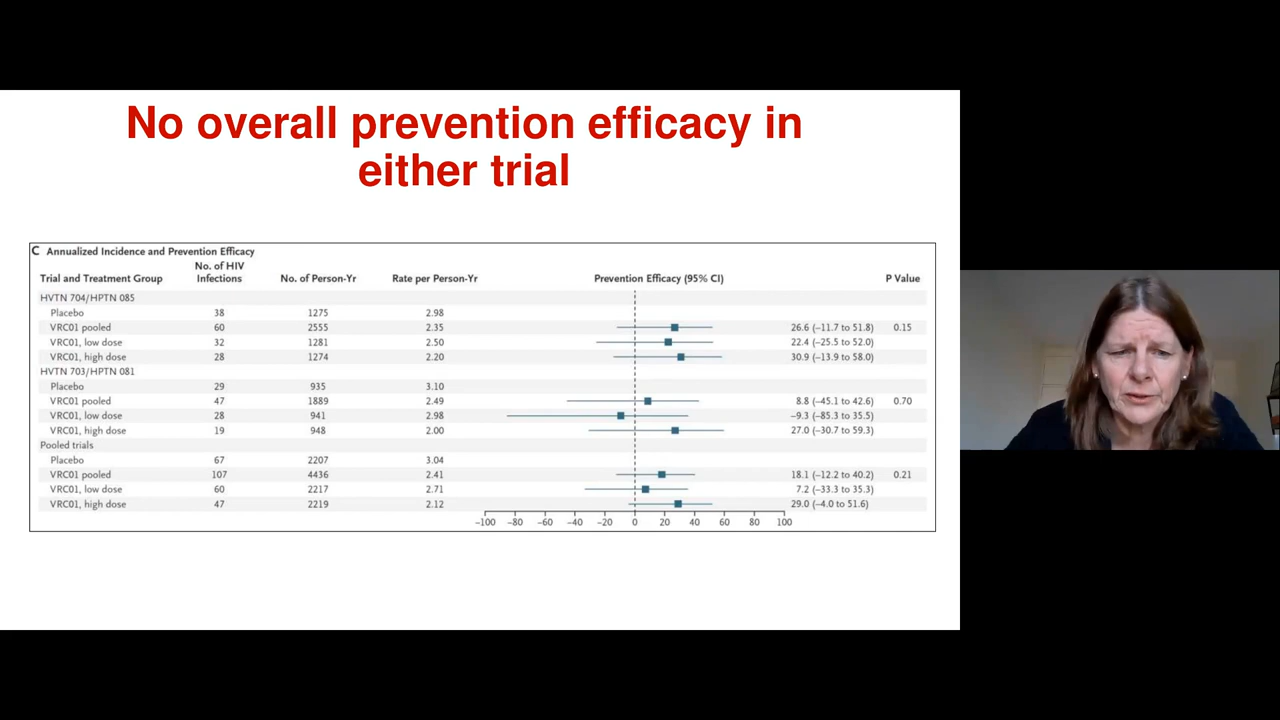 No overall prevention efficacy in
either trial
C Annualized Incidence and Prevention Efficacy
No. of HIV
Trial and Treatment Group Infections No. of Person-Yr Rate per Person-Yr Prevention Efficacy (95% CI) P Value
HVTN 704/HPTN 085
Placebo 38 1275 2.98
VRC01 pooled 60 2555 2.35 26.6 (–11.7 to 51.8) 0.15
VRC01, low dose 32 1281 2.50 22.4 (–25.5 to 52.0)
VRC01, high dose 28 1274 2.20 30.9 (–13.9 to 58.0)
HVTN 703/HPTN 081
Placebo 29 935 3.10
VRC01 pooled 47 1889 2.49 8.8 (–45.1 to 42.6) 0.70
VRC01, low dose 28 941 2.98 –9.3 (–85.3 to 35.5)
VRC01, high dose 19 948 2.00 27.0 (–30.7 to 59.3)
Pooled trials
Placebo 67 2207 3.04
VRC01 pooled 107 4436 2.41 18.1 (–12.2 to 40.2) 0.21
VRC01, low dose 60 2217 2.71 7.2 (–33.3 to 35.3)
VRC01, high dose 47 2219 2.12 29.0 (–4.0 to 51.6)
–100 –80 –60 –40 –20 0 20 40 60 80 100